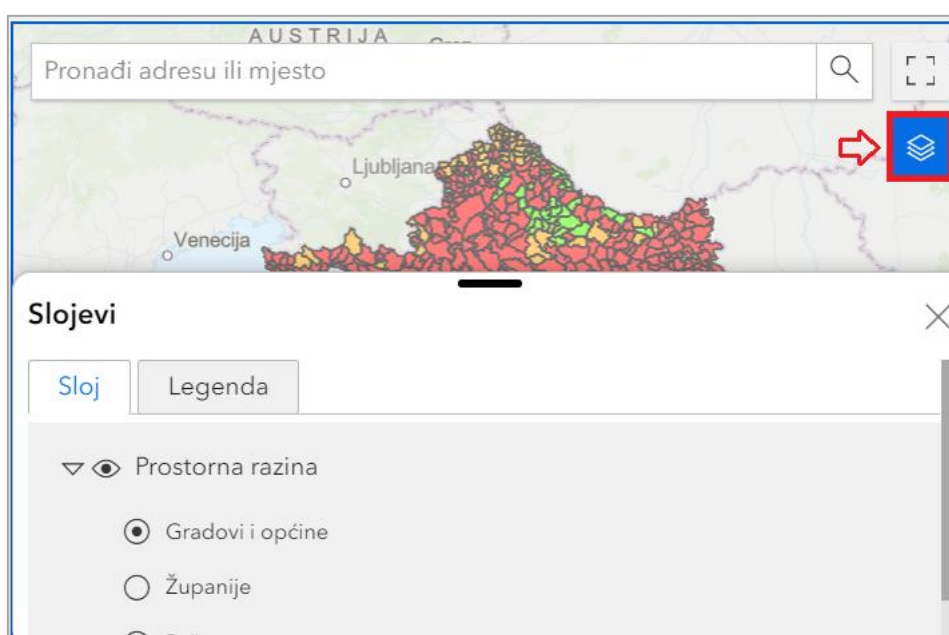 AUSTRIJA
Pronađi adresu ili mjesto
Ljubljana
Venecija
Slojevi
Sloj
Legenda
Prostorna razina
Gradovi i općine
Županije